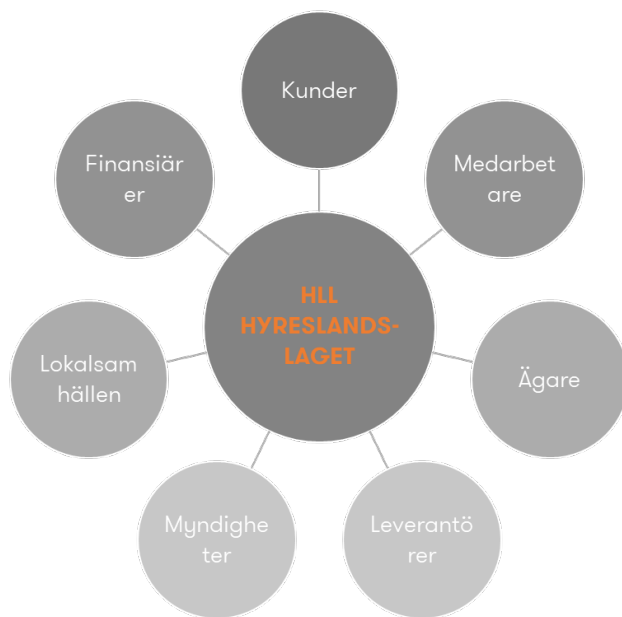 Kunder
Medarbet
are
Ägare
Leverantö
rer
Myndighe
ter
Lokalsam
hällen
Finansiär
er
HLL
HYRESLANDS-
LAGET